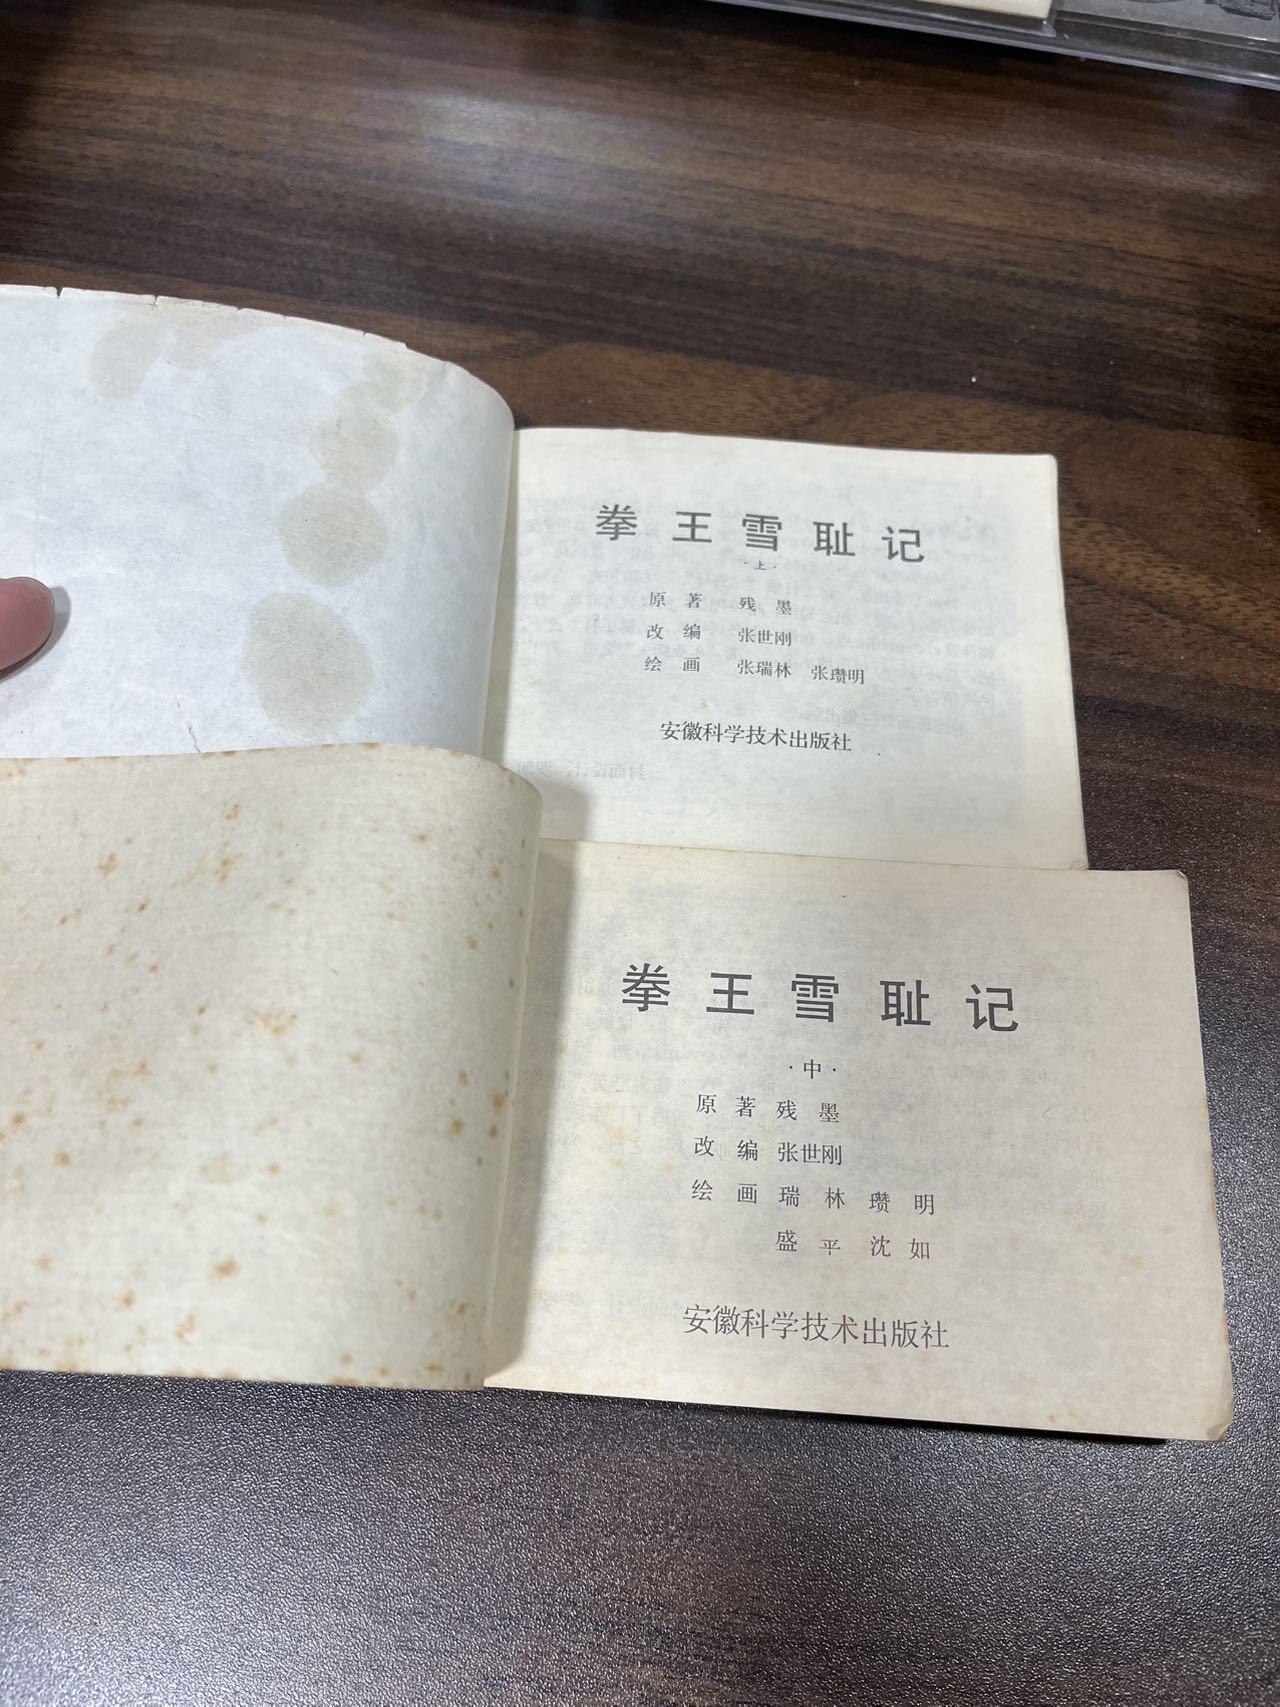 拳王雪耻记
·上·
原著 残墨
改编 张世刚
绘画 张瑞林 张瓒明
安徽科学技术出版社
拳王雪耻记
·中·
原著 残墨
改编 张世刚
绘画 瑞林 瓒明
盛平 沈如
安徽科学技术出版社